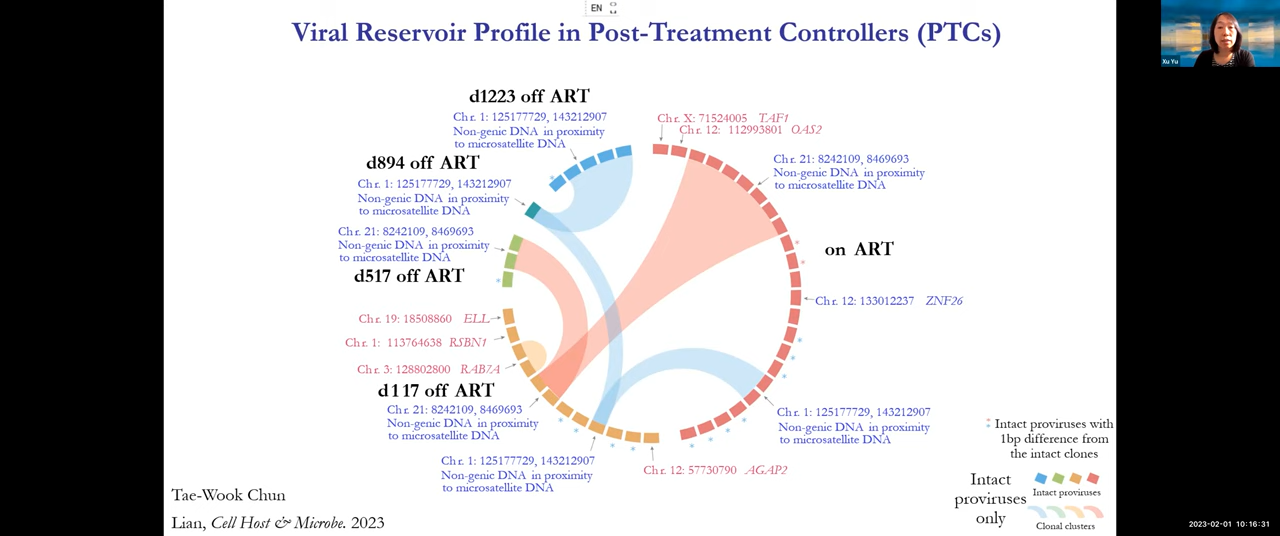 EN
Viral Reservoir Profile in Post-Treatment Controllers (PTCs)
Xu Yu
d1223 off ART
Chr. 1: 125177729, 143212907
Non-genic DNA in proximity
to microsatellite DNA
d894 off ART
Chr. 1: 125177729, 143212907
Non-genic DNA in proximity
to microsatellite DNA
Chr. 21: 8242109, 8469693
Non-genic DNA in proximity
to microsatellite DNA
d517 off ART
Chr. 19: 18508860 ELL
Chr. 1: 113764638 RSBN1
Chr. 3: 128802800 RAB7A
d117 off ART
Chr. 21: 8242109, 8469693
Non-genic DNA in proximity
to microsatellite DNA
Chr. 1: 125177729, 143212907
Non-genic DNA in proximity
to microsatellite DNA
Chr. X: 71524005 TAF1
Chr. 12: 112993801 OAS2
Chr. 21: 8242109, 8469693
Non-genic DNA in proximity
to microsatellite DNA
on ART
Chr. 12: 133012237 ZNF26
Chr. 1: 125177729, 143212907
Non-genic DNA in proximity
to microsatellite DNA
Chr. 12: 57730790 AGAP2
* Intact proviruses with
* 1bp difference from
the intact clones
Intact
proviruses
only
Intact proviruses
Clonal clusters
Tae-Wook Chun
Lian, Cell Host & Microbe. 2023
2023-02-01 10:16:31